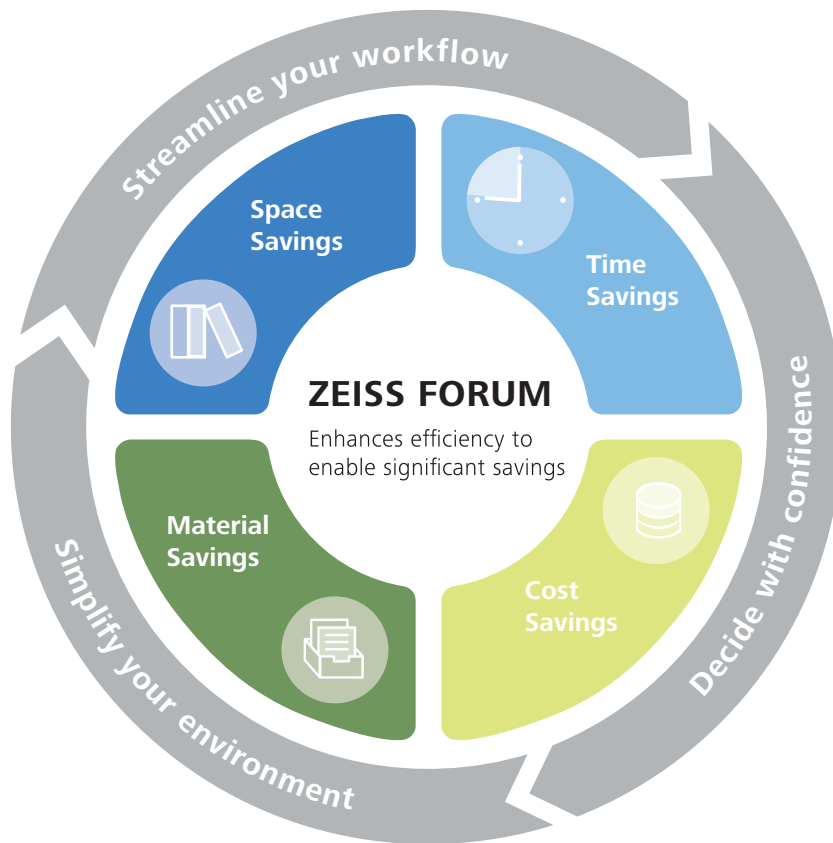 Streamline your workflow
Space
Savings
Time
Savings
ZEISS FORUM
Enhances efficiency to
enable significant savings
Material
Savings
Cost
Savings
Simplify your environment
Decide with confidence